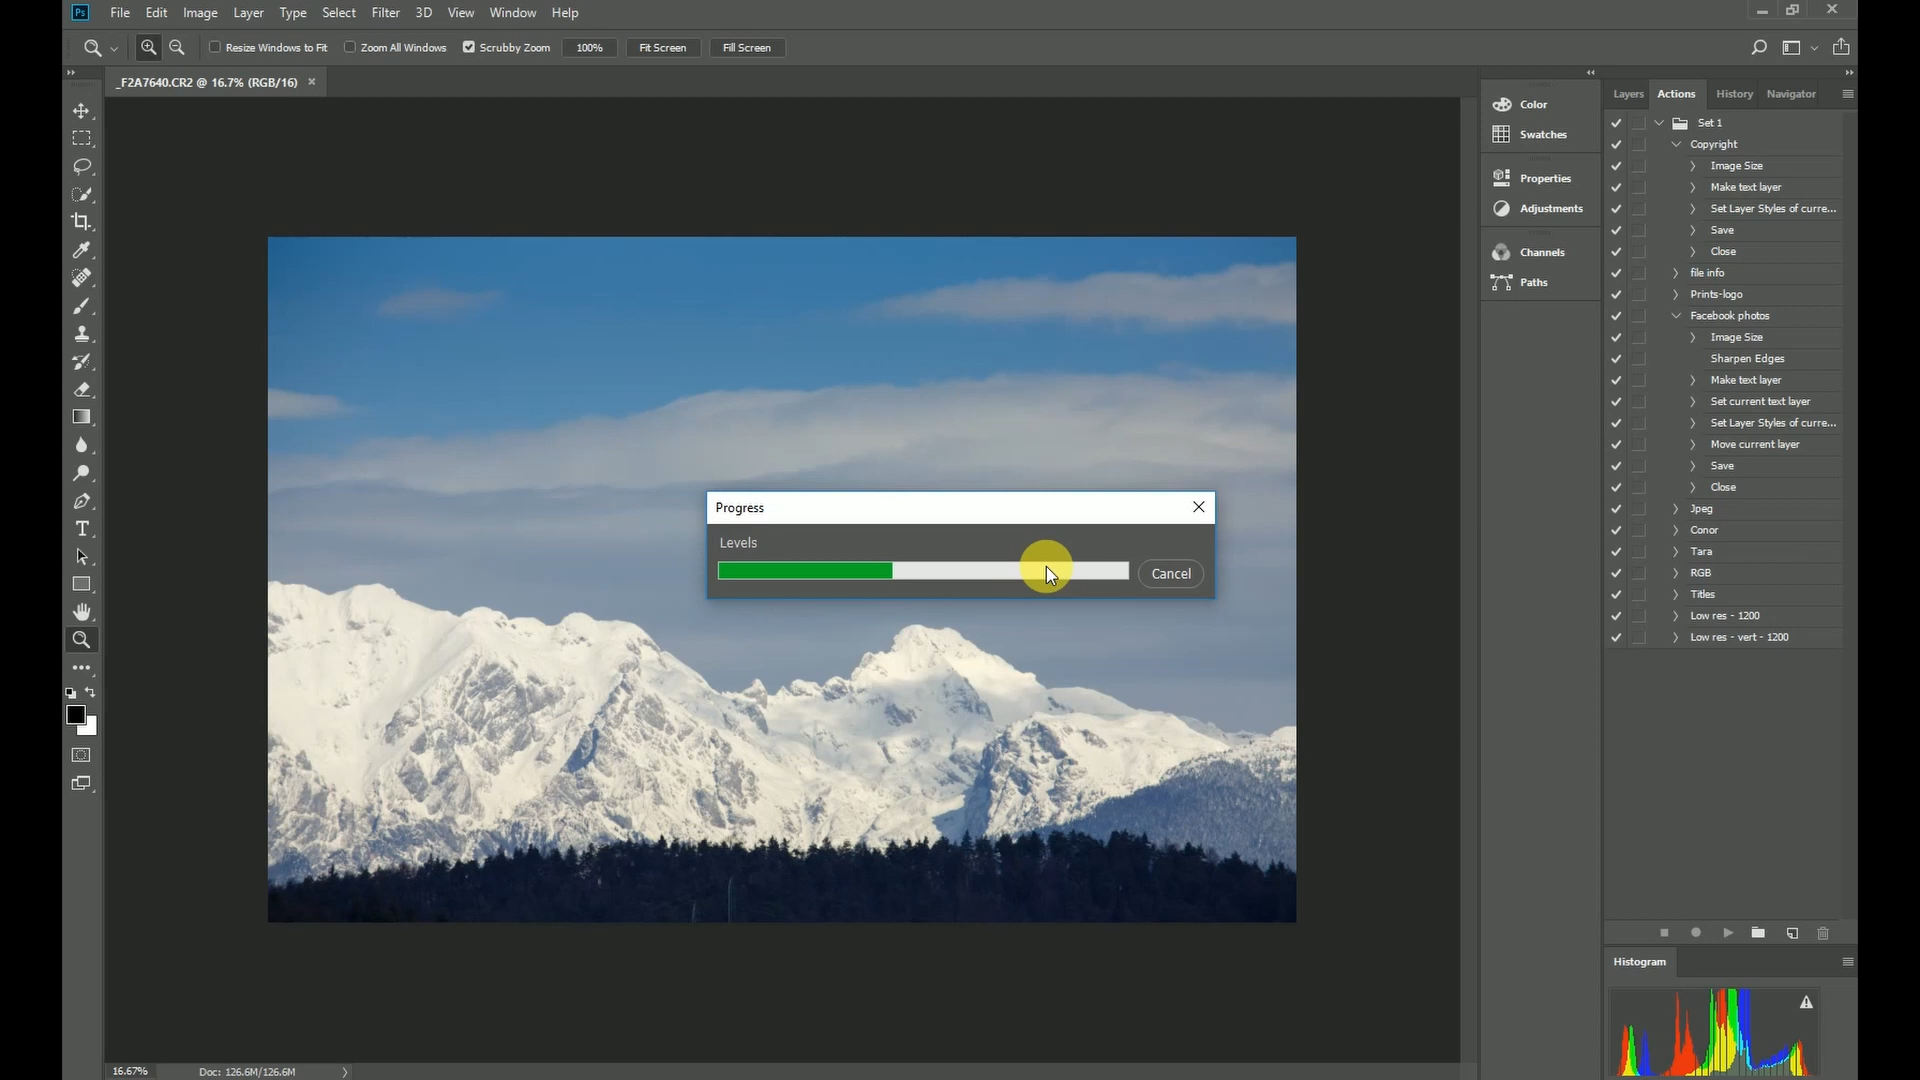 Ps File Edit Image Layer Type Select Filter 3D View Window Help
Resize Windows to Fit Zoom All Windows Scrubby Zoom 100% Fit Screen Fill Screen
_F2A7640.CR2 @ 16.7% (RGB/16)
Color
Swatches
Properties
Adjustments
Channels
Paths
Layers Actions History Navigator
Set 1
Copyright
Image Size
Make text layer
Set Layer Styles of curre...
Save
Close
file info
Prints-logo
Facebook photos
Image Size
Sharpen Edges
Make text layer
Set current text layer
Set Layer Styles of curre...
Move current layer
Save
Close
Jpeg
Conor
Tara
RGB
Titles
Low res - 1200
Low res - vert - 1200
Progress
Levels
Cancel
Histogram
16.67% Doc: 126.6M/126.6M